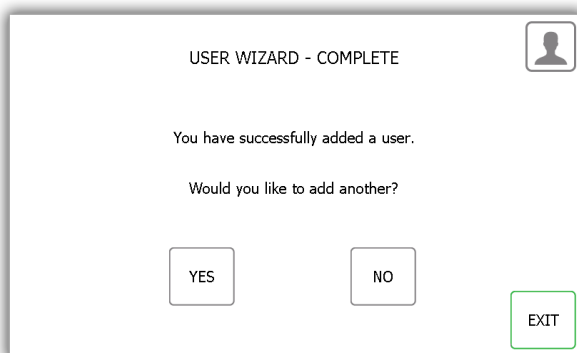 USER WIZARD - COMPLETE
You have successfully added a user.
Would you like to add another?
YES NO
EXIT